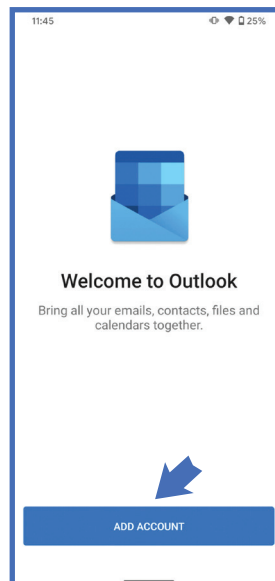 11:45 25%
Welcome to Outlook
Bring all your emails, contacts, files and
calendars together.
ADD ACCOUNT